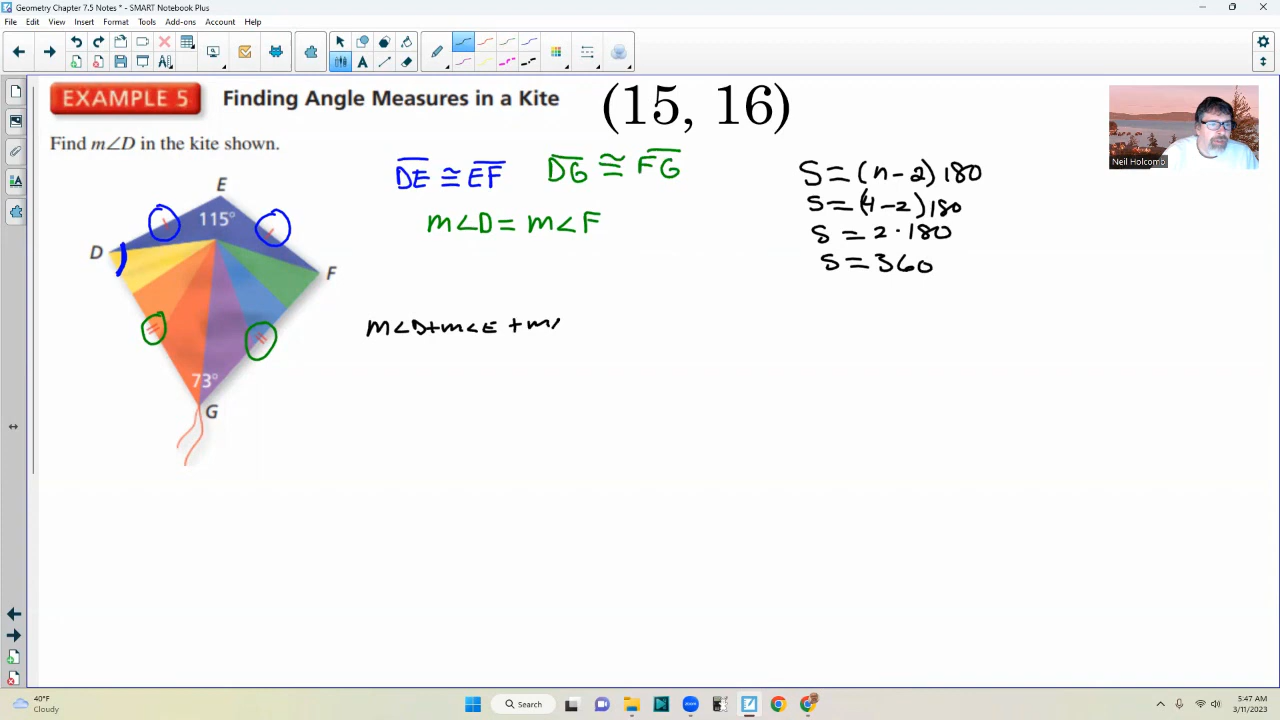 Geometry Chapter 7.5 Notes * - SMART Notebook Plus
File Edit View Insert Format Tools Add-ons Account Help
EXAMPLE 5 Finding Angle Measures in a Kite (15, 16)
Find m∠D in the kite shown.
DE ≅ EF DG ≅ FG
m∠D = m∠F
S = (n - 2) 180
S = (4 - 2) 180
S = 2 · 180
S = 360
E
115°
D
F
73°
G
m∠D + m∠E + m
Neil Holcomb
40°F
Cloudy
Search
zoom
5:47 AM
3/11/2023